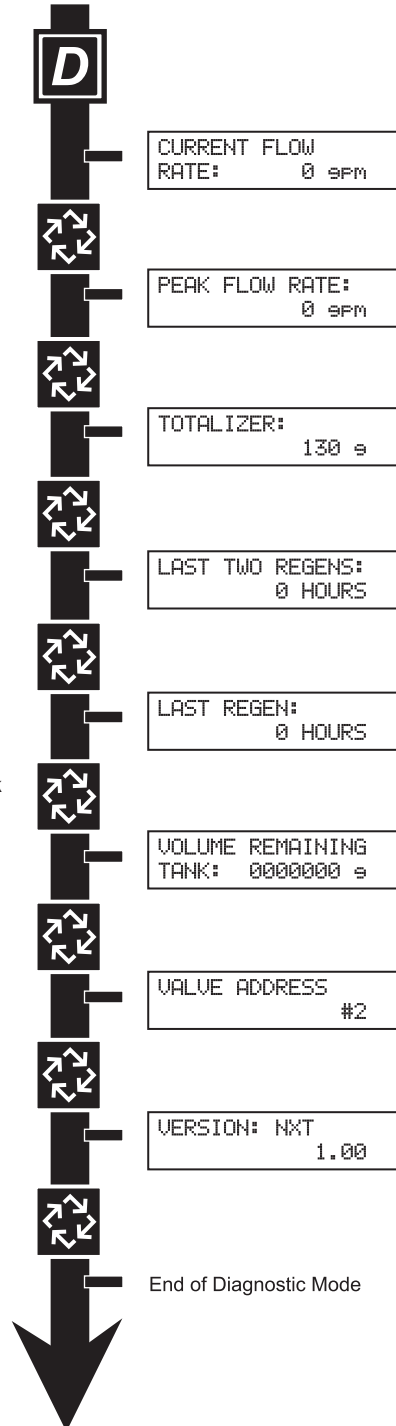 D
CURRENT FLOW
RATE: 0 gpm
PEAK FLOW RATE:
0 gpm
TOTALIZER:
130 g
LAST TWO REGENS:
0 HOURS
LAST REGEN:
0 HOURS
VOLUME REMAINING
TANK: 0000000 g
VALVE ADDRESS
#2
VERSION: NXT
1.00
End of Diagnostic Mode